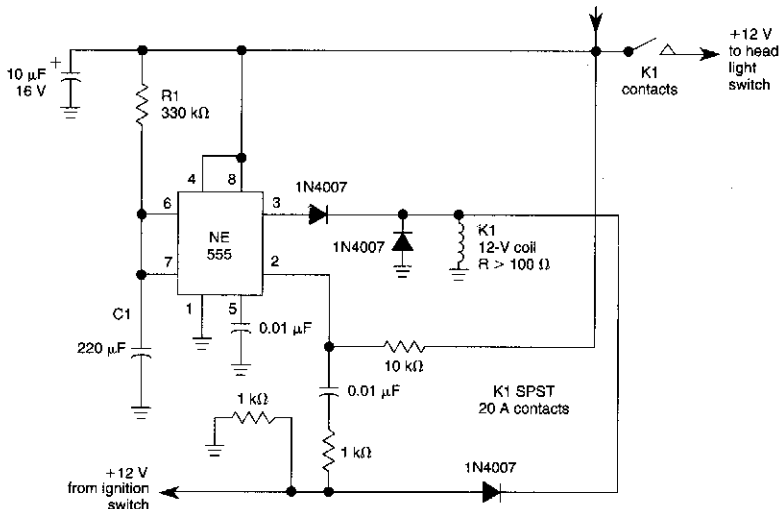 +12 V
to head
light
switch
K1
contacts
+
10 µF
16 V
R1
330 kΩ
4
8
1N4007
6
3
NE
555
7
2
1N4007
K1
12-V coil
R > 100 Ω
C1
1
5
0.01 µF
220 µF
10 kΩ
0.01 µF
K1 SPST
20 A contacts
1 kΩ
1 kΩ
1N4007
+12 V
from ignition
switch